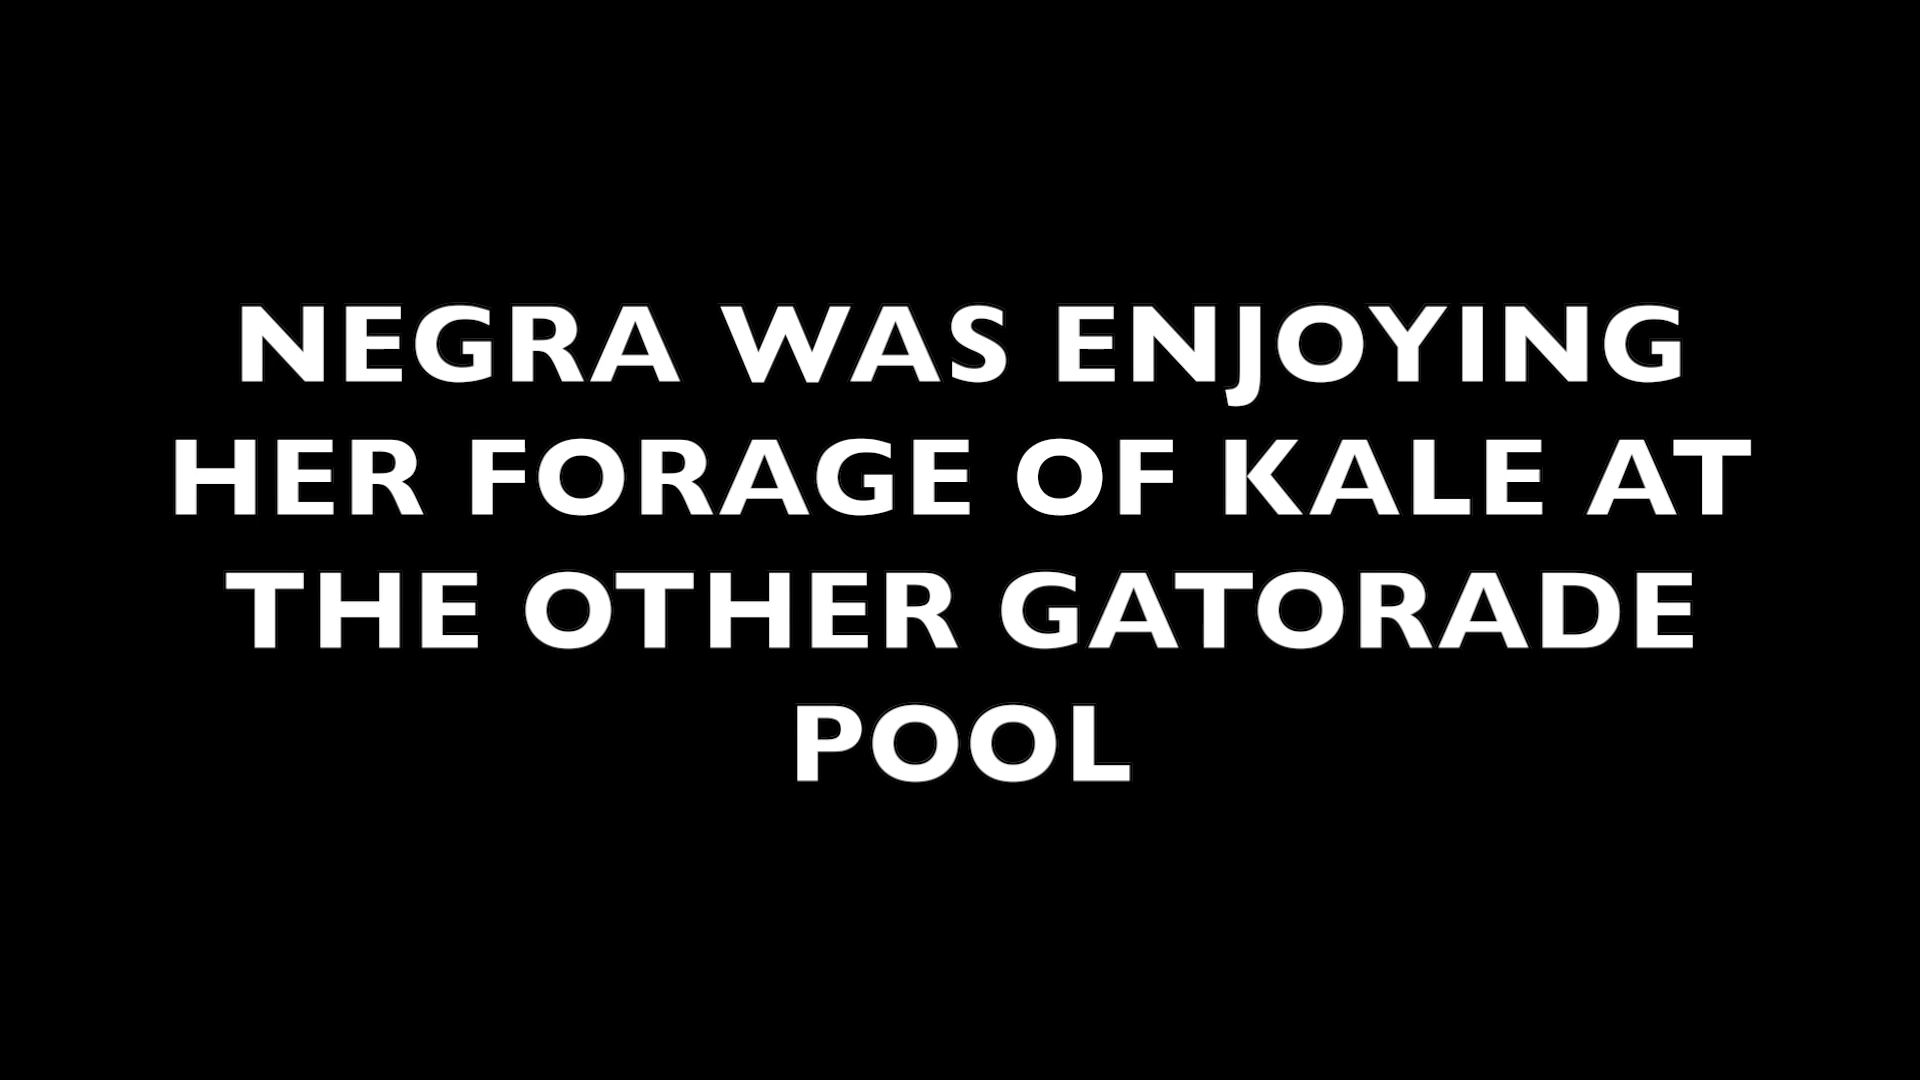 NEGRA WAS ENJOYING
HER FORAGE OF KALE AT
THE OTHER GATORADE
POOL